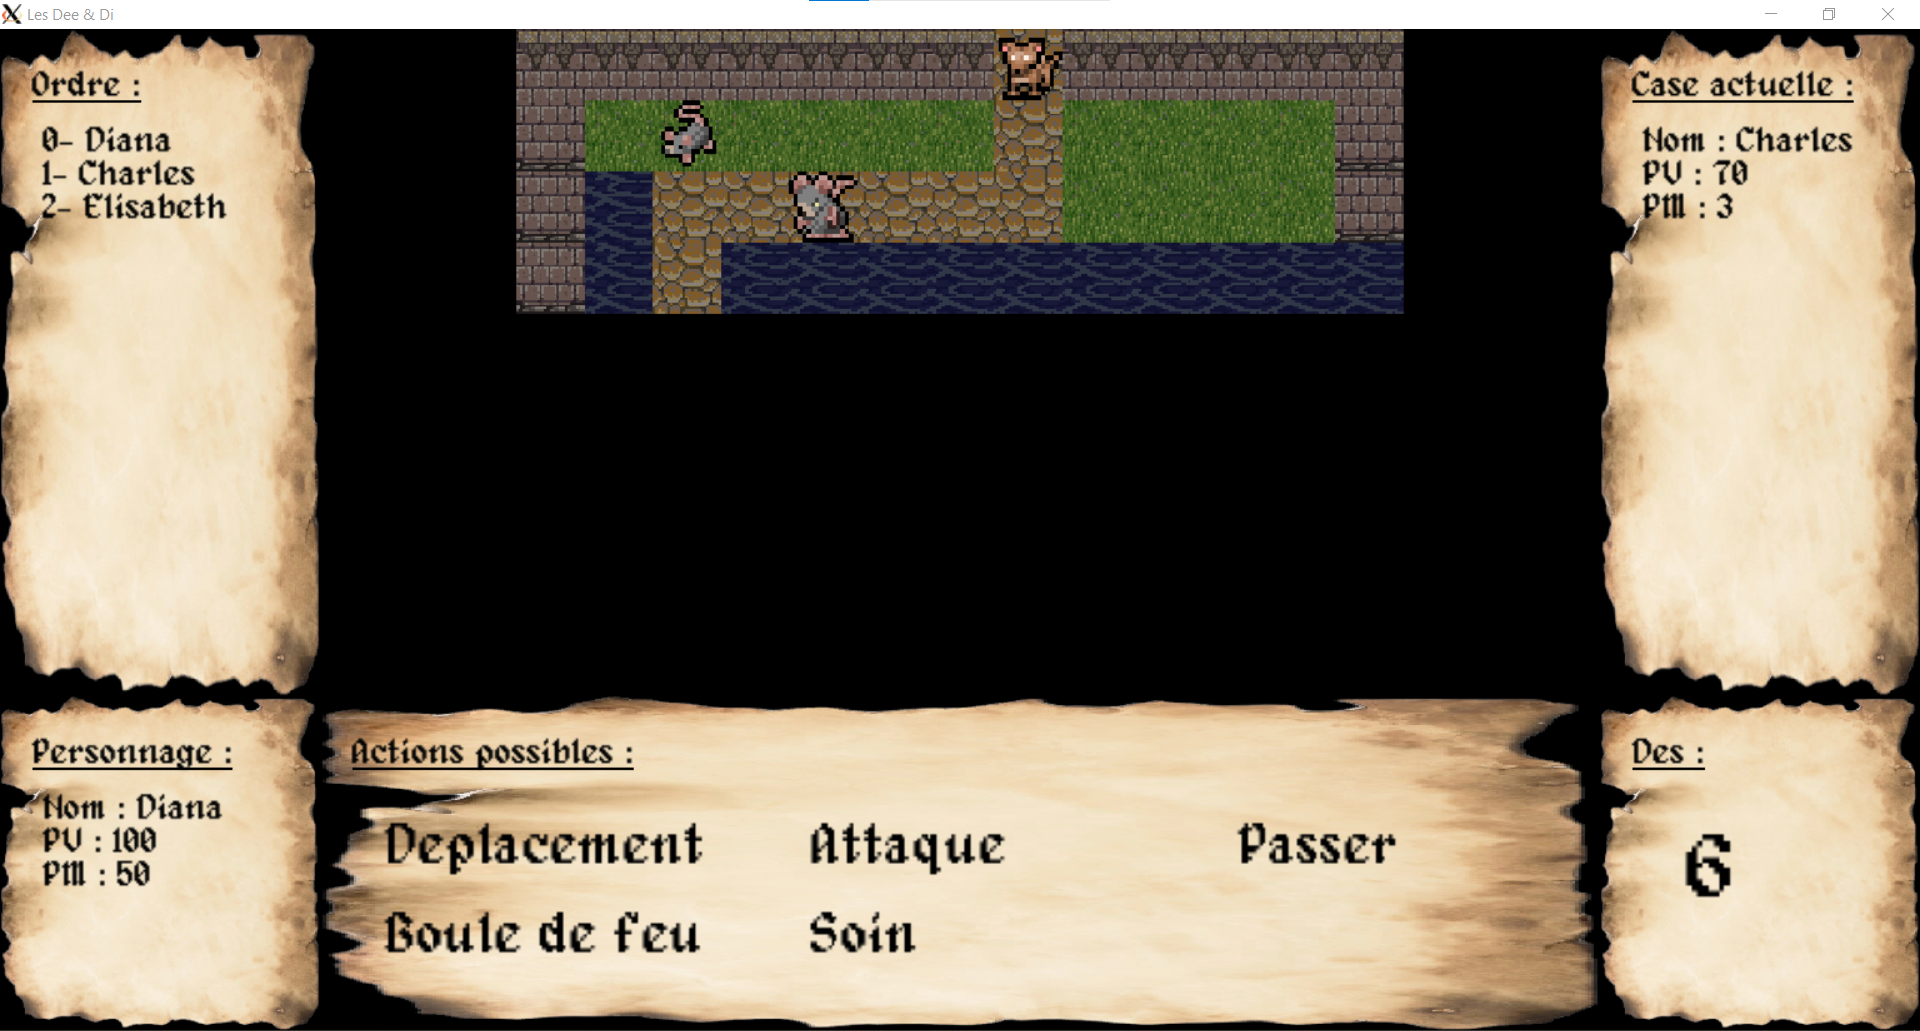 Les Dee & Di
Ordre :
0- Diana
1- Charles
2- Elisabeth
Case actuelle :
Nom : Charles
PV : 70
PM : 3
Personnage :
Nom : Diana
PV : 100
PM : 50
Actions possibles :
Deplacement Attaque Passer
Boule de feu Soin
Des :
6